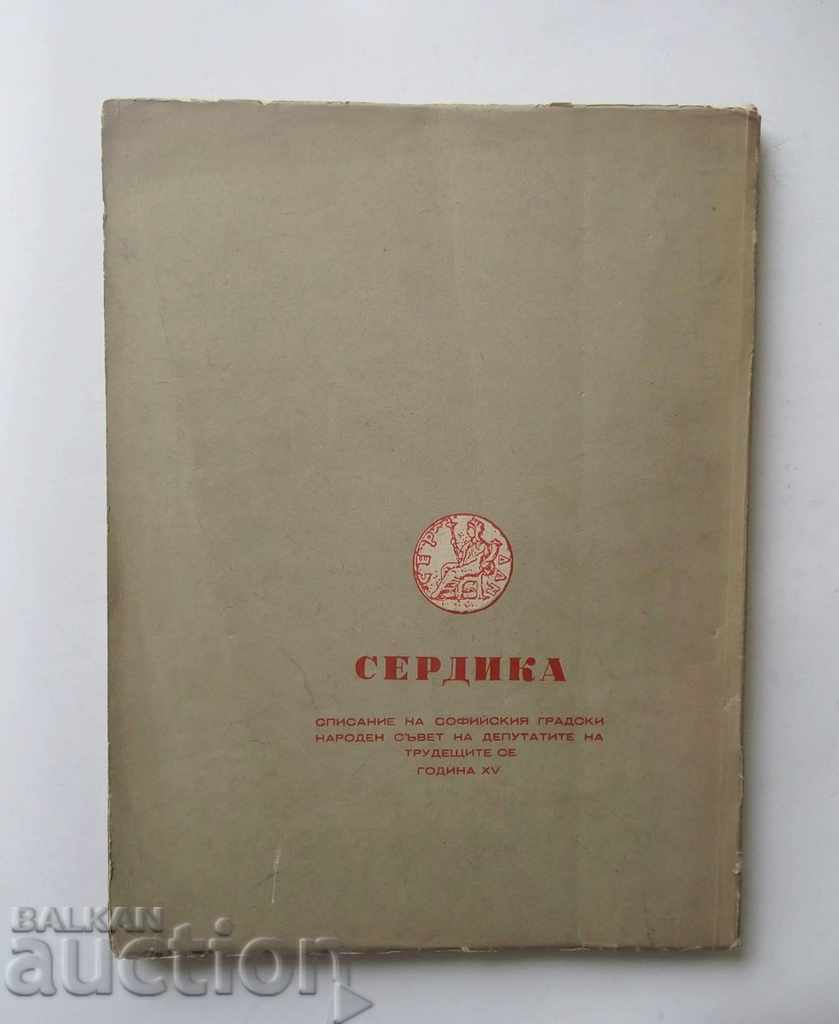 СЕРДИКА
СПИСАНИЕ НА СОФИЙСКИЯ ГРАДСКИ
НАРОДЕН СЪВЕТ НА ДЕПУТАТИТЕ НА
ТРУДЕЩИТЕ СЕ
ГОДИНА XV
BALKAN
auction